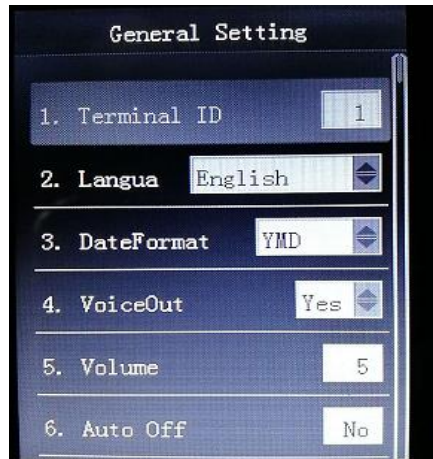 General Setting
1. Terminal ID 1
2. Langua English
3. DateFormat YMD
4. VoiceOut Yes
5. Volume 5
6. Auto Off No